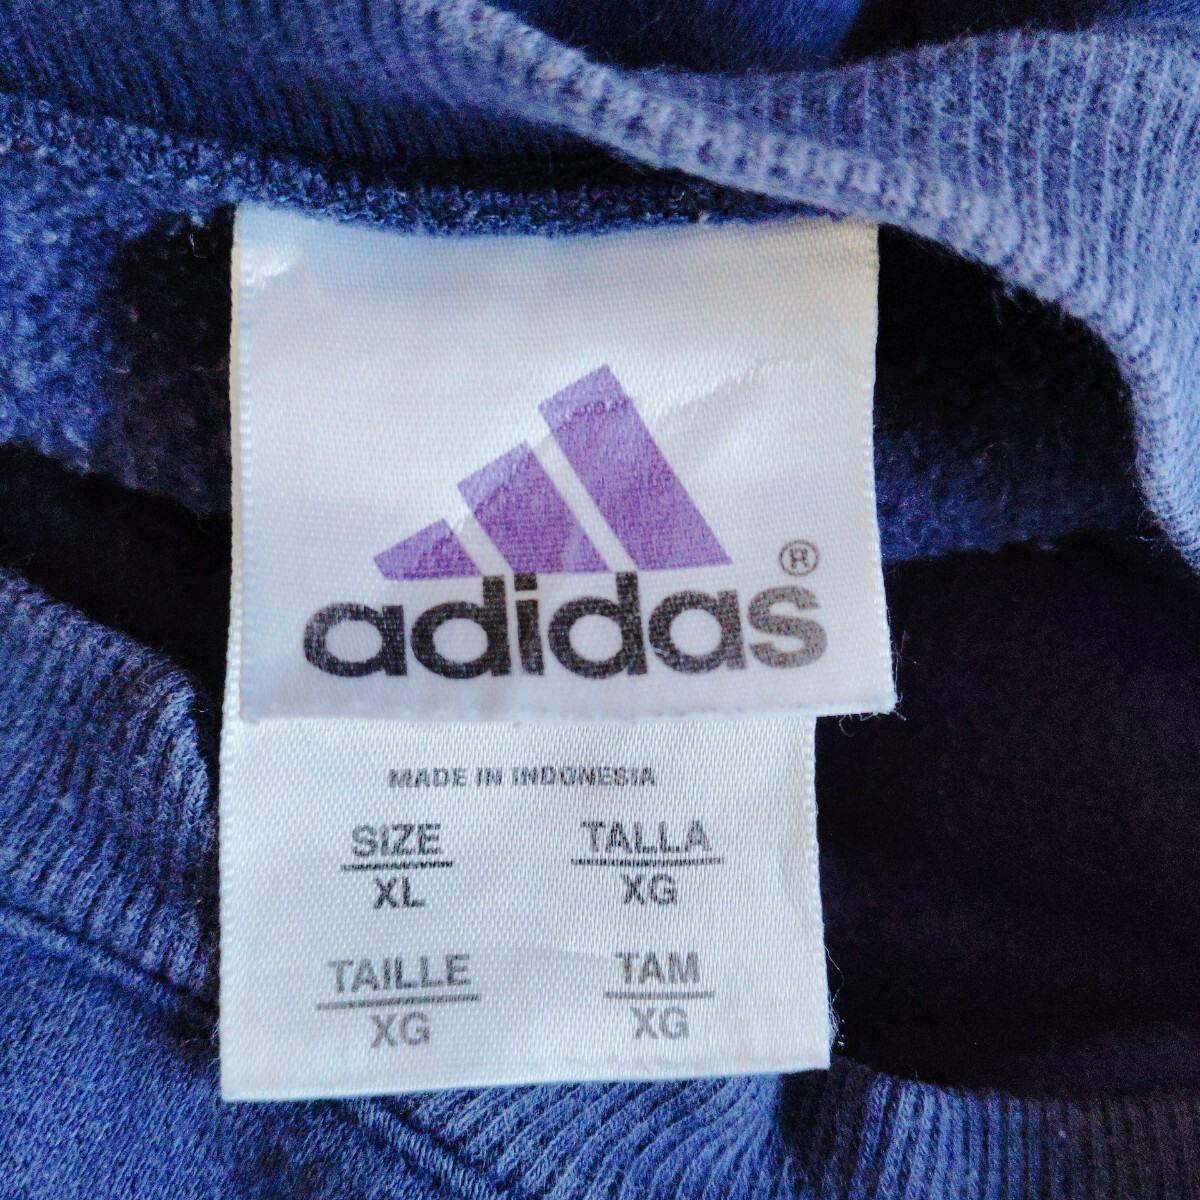 adidas®
MADE IN INDONESIA
SIZE TALLA
XL XG
TAILLE TAM
XG XG